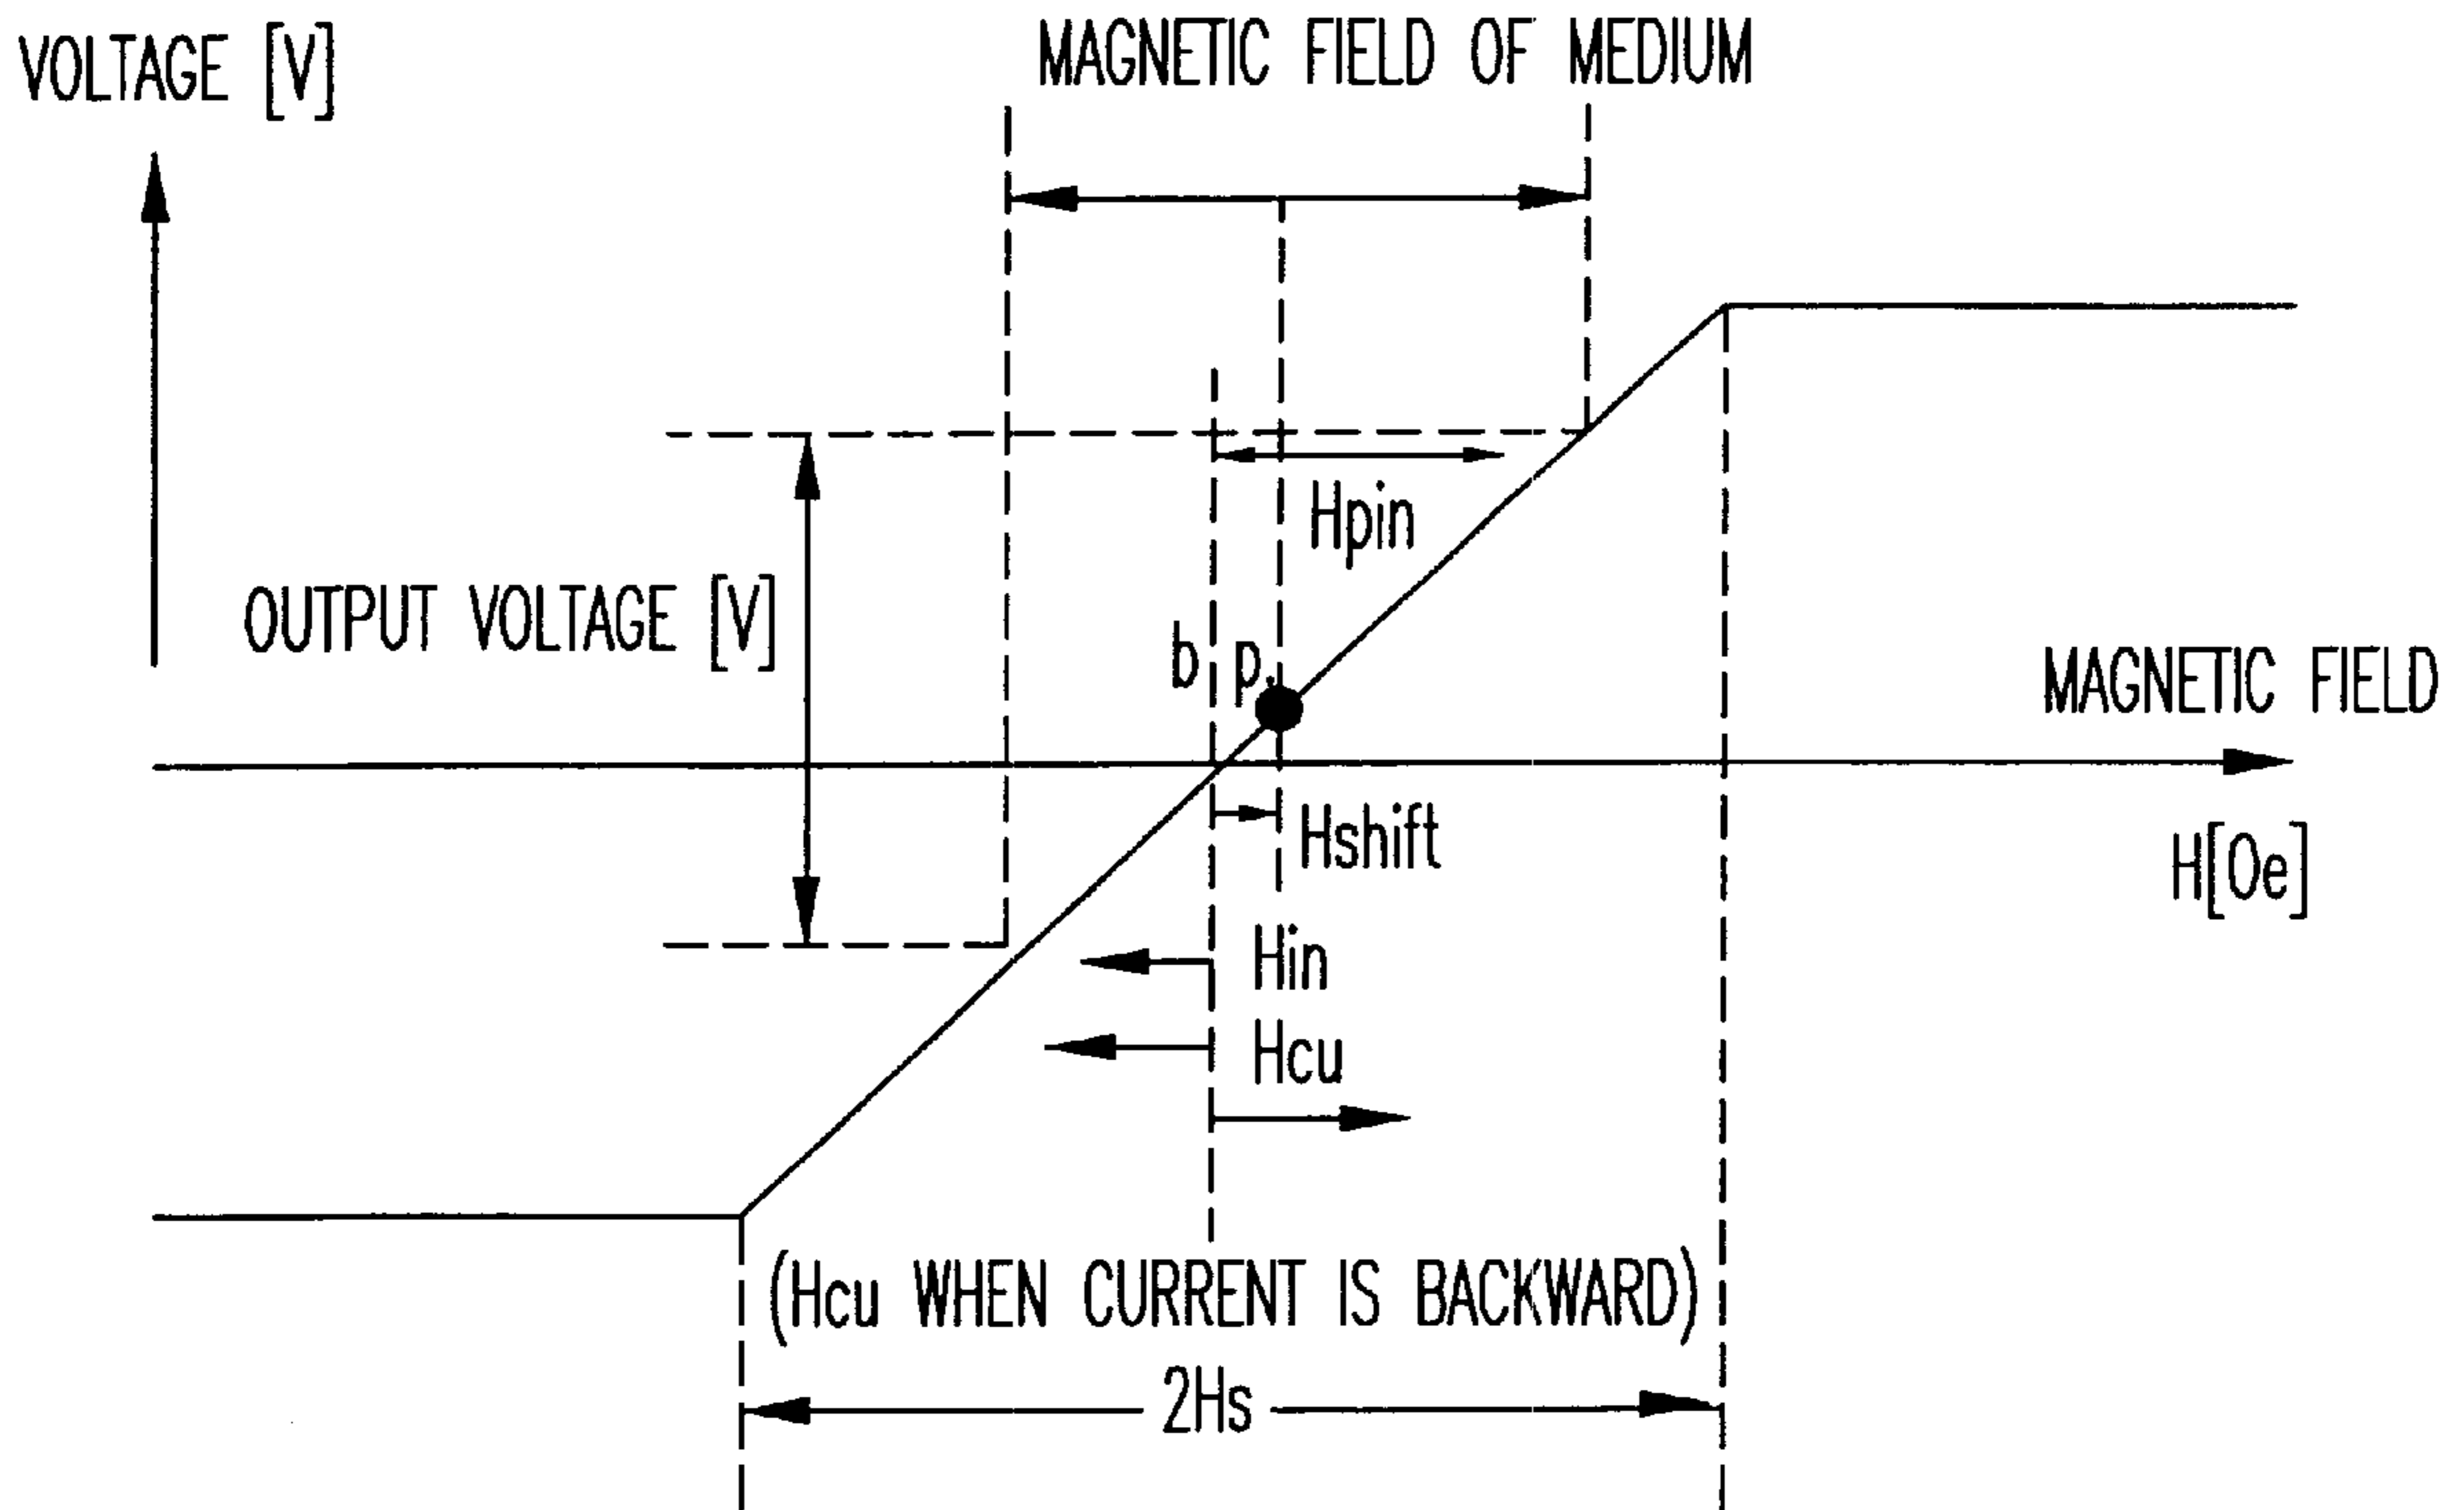 VOLTAGE [V]
MAGNETIC FIELD OF MEDIUM
Hpin
OUTPUT VOLTAGE [V]
b p.
MAGNETIC FIELD
H[Oe]
Hshift
Hin
Hcu
(Hcu WHEN CURRENT IS BACKWARD)
2Hs